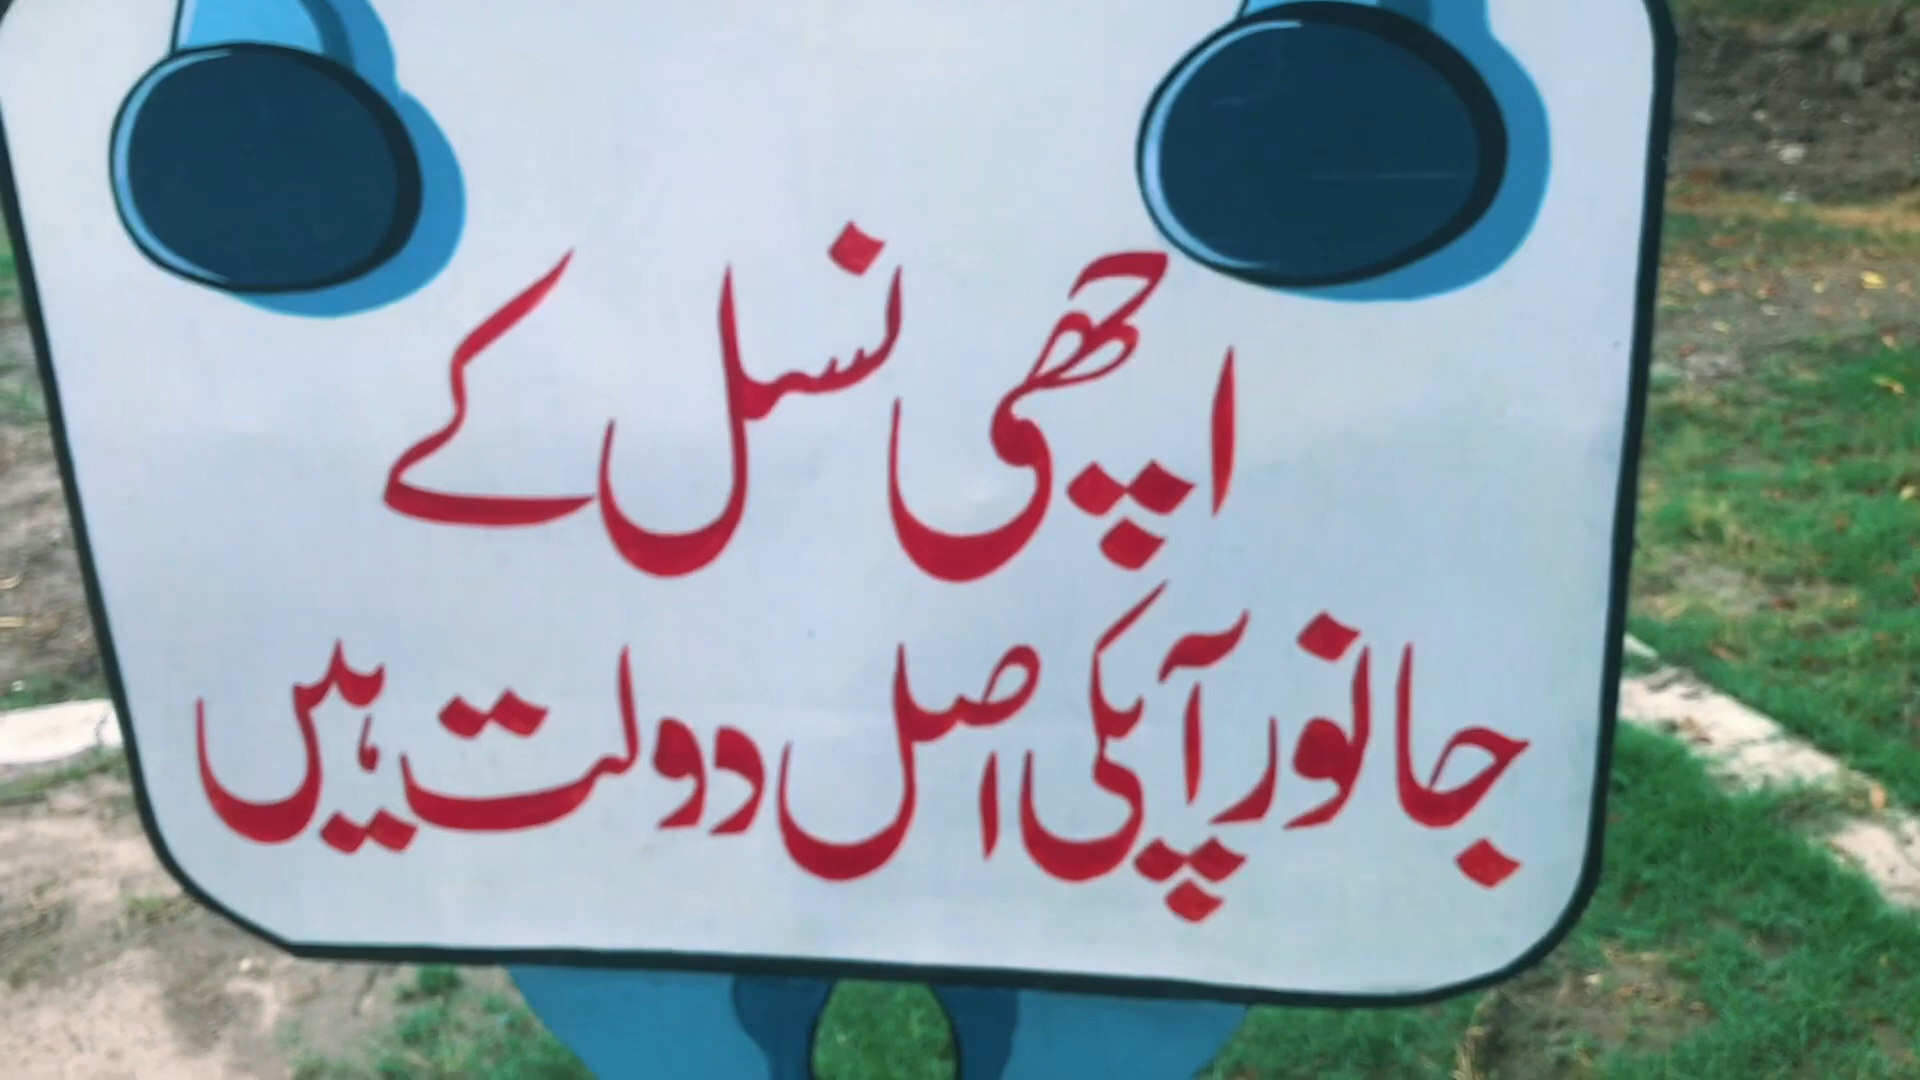 اچھی نسل کے
جانور آپکی اصل دولت ہیں